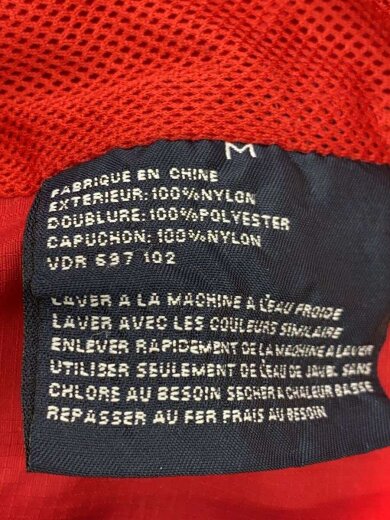 M
FABRIQUE EN CHINE
EXTERIEUR: 100%NYLON
DOUBLURE: 100%POLYESTER
CAPUCHON: 100%NYLON
VDR 697 102
LAVER A LA MACHINE A L'EAU FROIDE
LAVER AVEC LES COULEURS SIMILAIRE
ENLEVER RAPIDEMENT DE LA MACHINE A LAVER
UTILISER SEULEMENT DE L'EAU DE JAVEL SANS
CHLORE AU BESOIN SECHER A CHALEUR BASSE
REPASSER AU FER FRAIS AU BESOIN